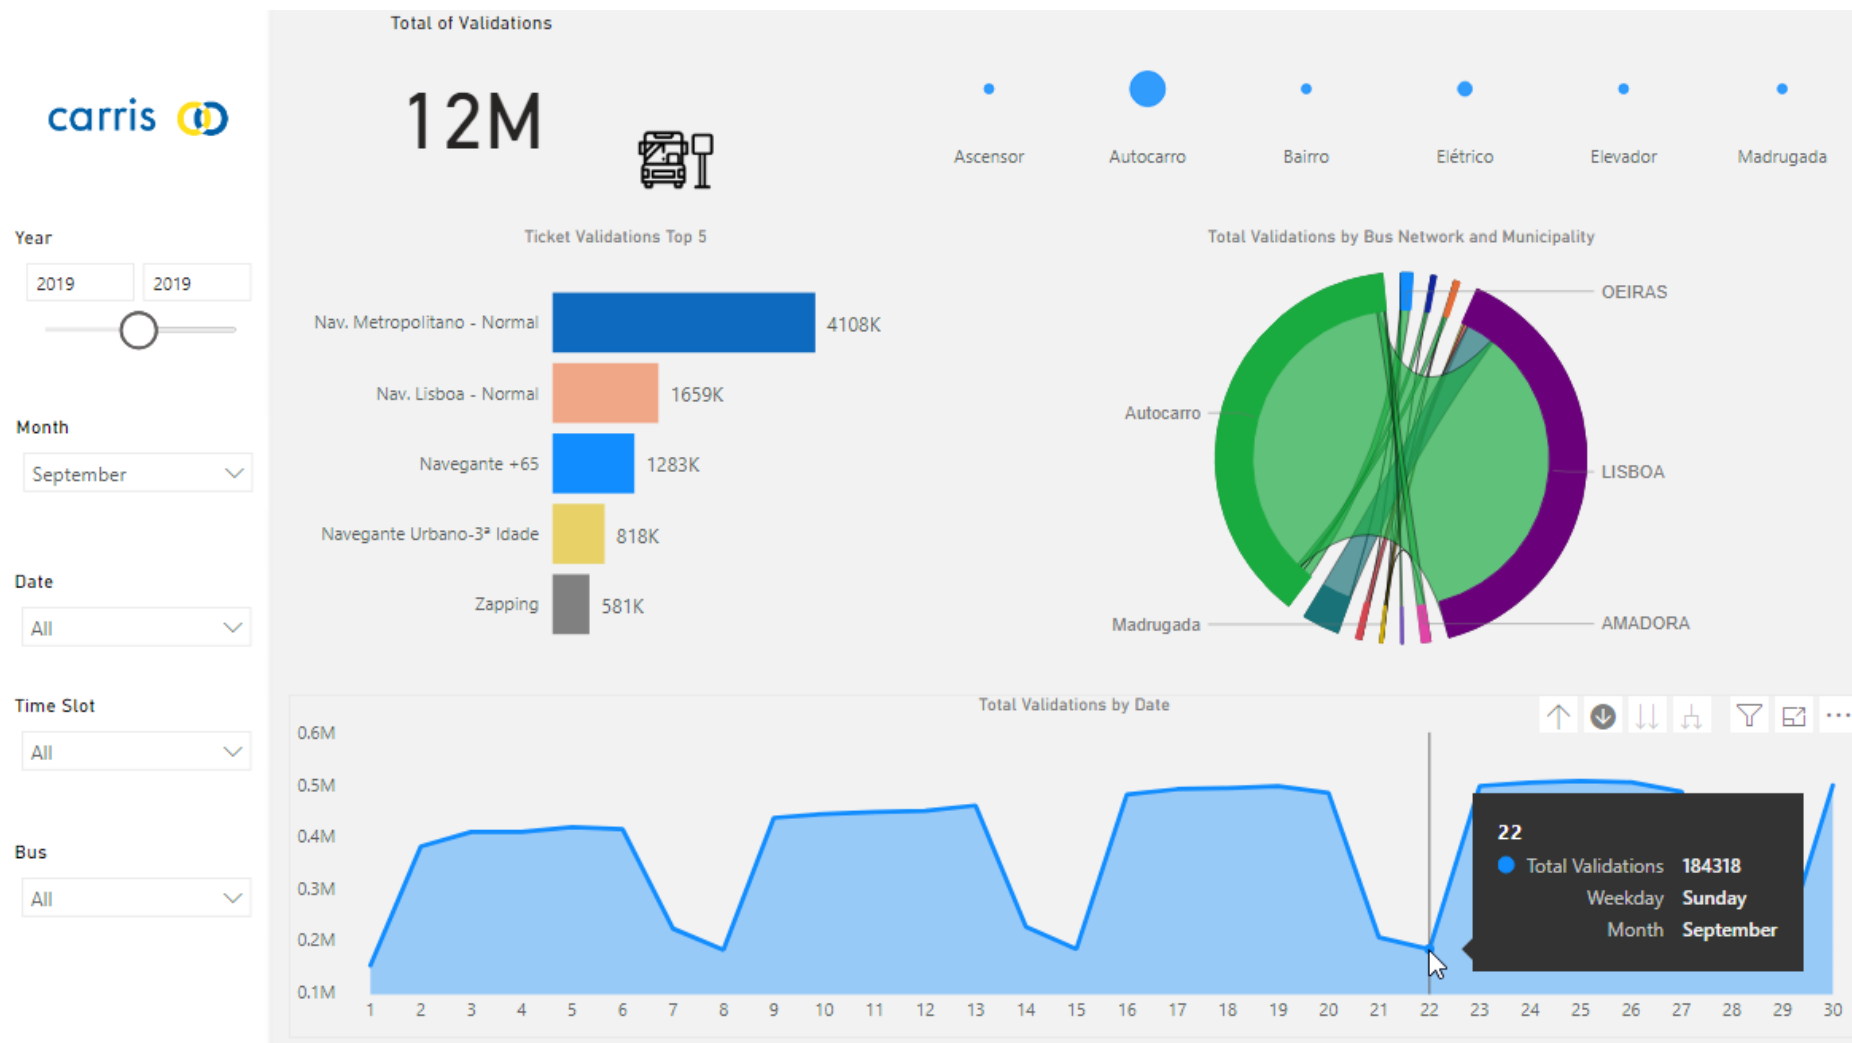 Total of Validations
carris
12M
Ascensor
Autocarro
Bairro
Elétrico
Elevador
Madrugada
Year
2019
2019
Month
September
Date
All
Time Slot
All
Bus
All
Ticket Validations Top 5
Nav. Metropolitano - Normal
4108K
Nav. Lisboa - Normal
1659K
Navegante +65
1283K
Navegante Urbano-3ª Idade
818K
Zapping
581K
Total Validations by Bus Network and Municipality
OEIRAS
Autocarro
LISBOA
Madrugada
AMADORA
Total Validations by Date
0.6M
0.5M
0.4M
0.3M
0.2M
0.1M
22
Total Validations 184318
Weekday Sunday
Month September
1 2 3 4 5 6 7 8 9 10 11 12 13 14 15 16 17 18 19 20 21 22 23 24 25 26 27 28 29 30